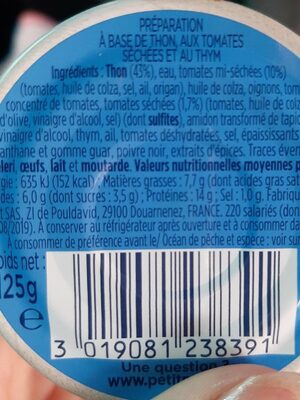 PRÉPARATION
À BASE DE THON, AUX TOMATES
SÉCHÉES ET AU THYM
Ingrédients : Thon (43%), eau, tomates mi-séchées (10%)
(tomates, huile de colza, sel, ail, origan), huile de colza, oignons, tom
concentré de tomates, tomates séchées (1,7%) (tomates, huile de col
d'olive, vinaigre d'alcool, sel) (dont sulfites), amidon transformé de tapio
vinaigre d'alcool, thym, ail, tomates déshydratées, sel, épaississants
anthane et gomme guar, poivre noir, extraits d'épices. Traces éven
leri, œufs, lait et moutarde. Valeurs nutritionnelles moyennes p
gie : 635 kJ (152 kcal) ; Matières grasses : 7,7 g (dont acides gras sat
des : 6,0 g (dont sucres : 3,5 g) ; Protéines : 14 g ; Sel : 1,0 g.
t SAS, ZI de Pouldavid, 29100 Douarnenez, FRANCE. 220 salariés (don
08/2019). À conserver au réfrigérateur après ouverture et à consommer da
À consommer de préférence avant le/ Océan de pêche et espèce : voir su
oids net :
125g
e
3 019081 238391
Une question ?
www.petit